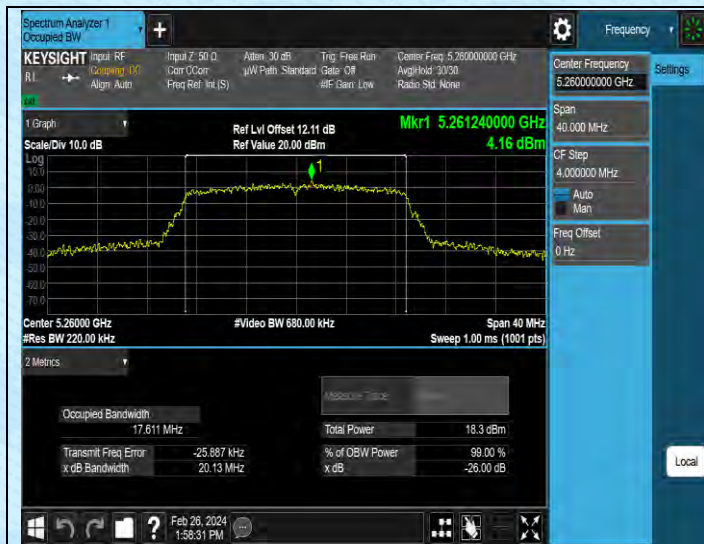 Spectrum Analyzer 1
Occupied BW
Frequency
KEYSIGHT Input: RF Input Z: 50 Ω Atten: 30 dB Trig: Free Run Center Freq: 5.260000000 GHz
R L Coupling: DC Corr CCorr µW Path: Standard Gate: Off Avg|Hold: 30/30
Align: Auto Freq Ref: Int (S) #IF Gain: Low Radio Std: None
Center Frequency
5.260000000 GHz
Settings
Span
40.000 MHz
CF Step
4.000000 MHz
Auto
Man
Freq Offset
0 Hz
1 Graph
Ref Lvl Offset 12.11 dB
Mkr1 5.261240000 GHz
Scale/Div 10.0 dB
Ref Value 20.00 dBm
4.16 dBm
Log
10.0
0.00
-10.0
-20.0
-30.0
-40.0
-50.0
-60.0
-70.0
1
Center 5.26000 GHz
#Video BW 680.00 kHz
Span 40 MHz
#Res BW 220.00 kHz
Sweep 1.00 ms (1001 pts)
2 Metrics
Measure Trace
Occupied Bandwidth
17.611 MHz
Total Power 18.3 dBm
Transmit Freq Error -25.887 kHz
% of OBW Power 99.00 %
x dB Bandwidth 20.13 MHz
x dB -26.00 dB
Local
Feb 26, 2024
1:58:31 PM